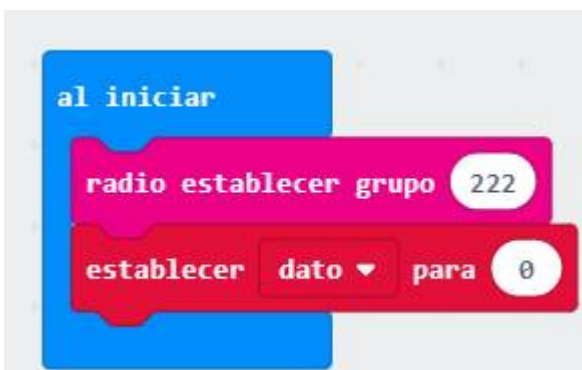 al iniciar
radio establecer grupo 222
establecer dato para 0